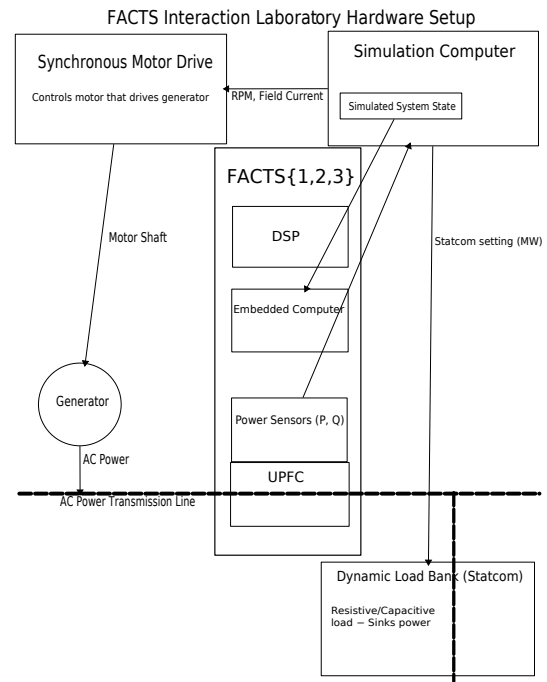 FACTS Interaction Laboratory Hardware Setup
Synchronous Motor Drive
Controls motor that drives generator
RPM, Field Current
Simulation Computer
Simulated System State
FACTS{1,2,3}
DSP
Embedded Computer
Power Sensors (P, Q)
UPFC
Motor Shaft
Statcom setting (MW)
Generator
AC Power
AC Power Transmission Line
Dynamic Load Bank (Statcom)
Resistive/Capacitive
load − Sinks power